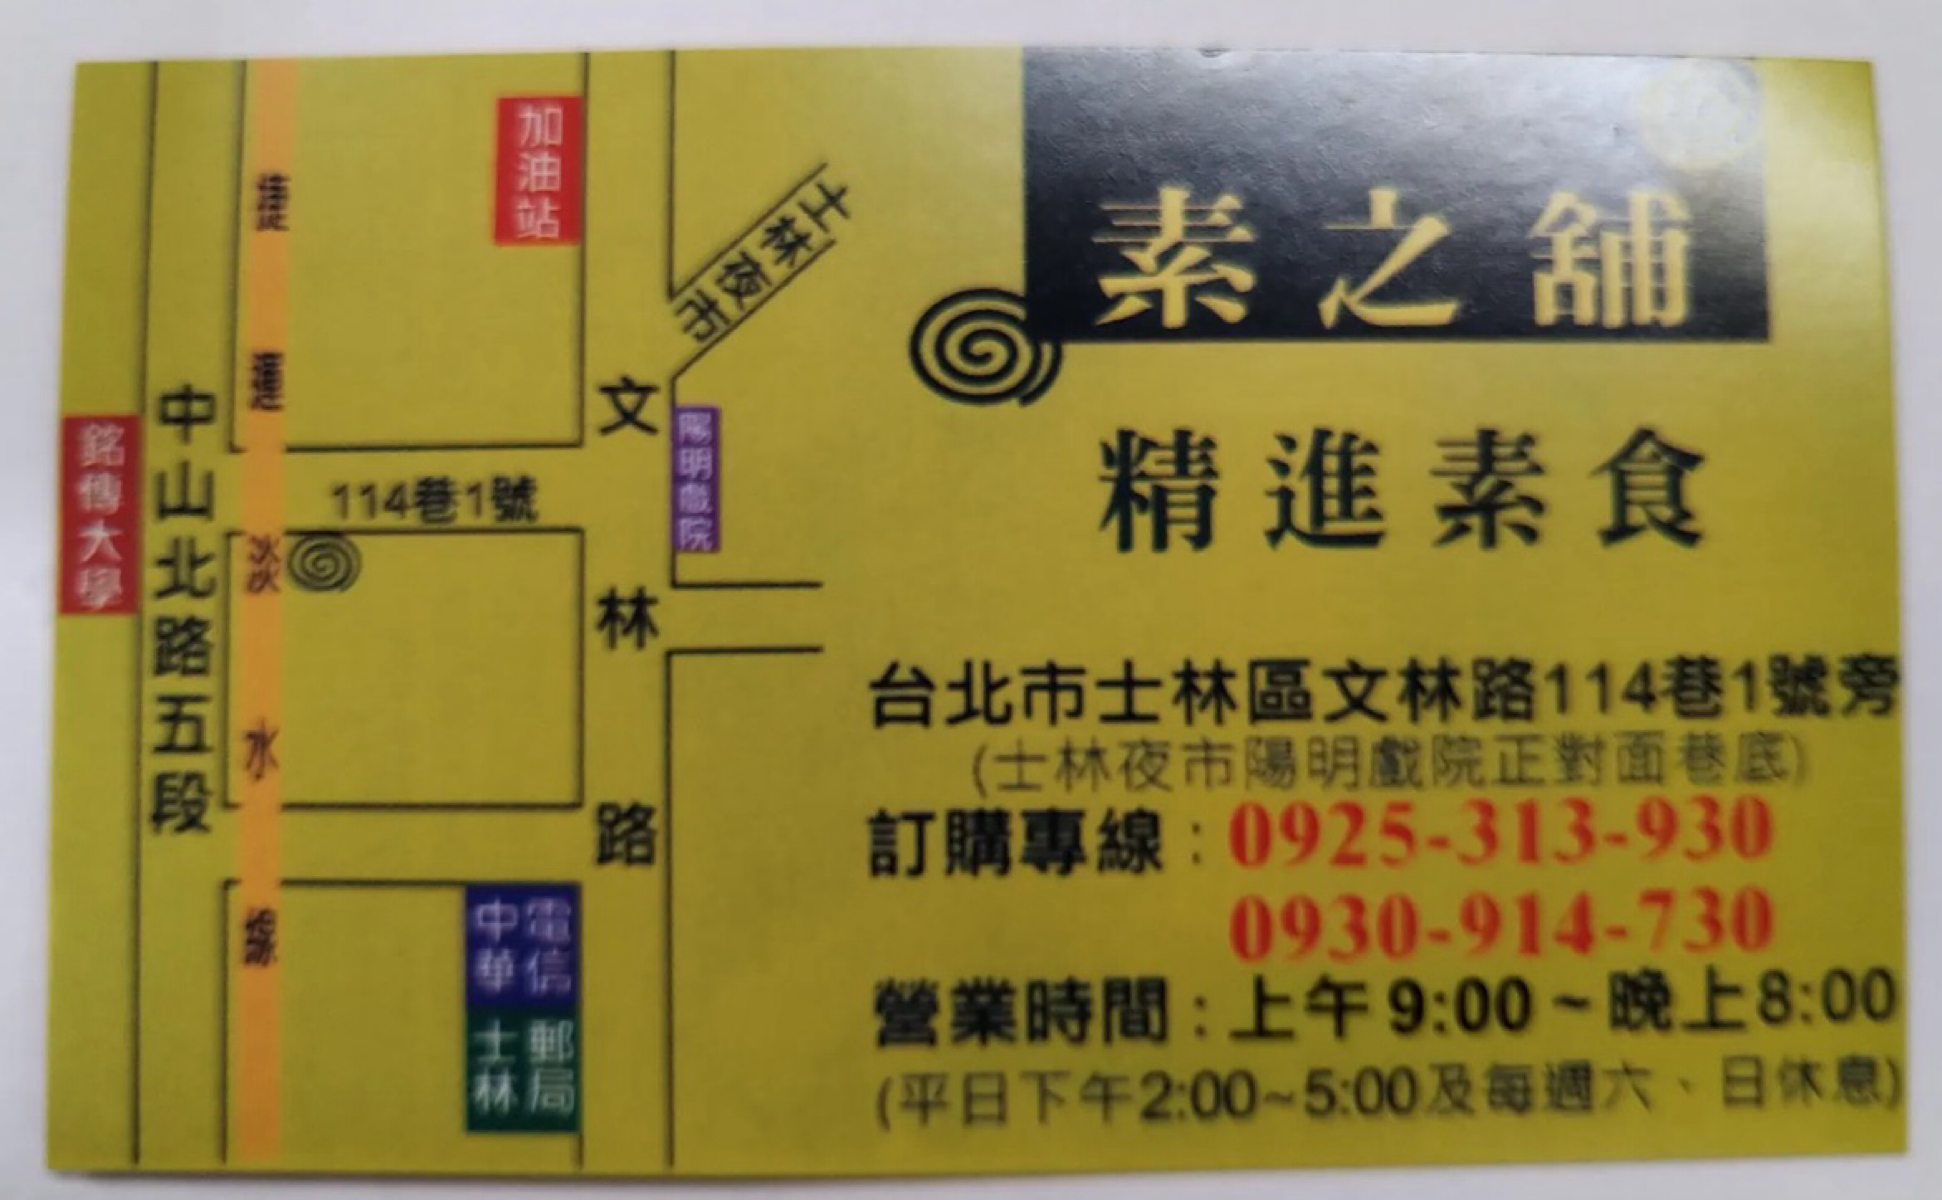 素之舖
精進素食
台北市士林區文林路114巷1號旁
(士林夜市陽明戲院正對面巷底)
訂購專線：0925-313-930
0930-914-730
營業時間：上午9:00~晚上8:00
(平日下午2:00~5:00及每週六、日休息)
銘傳大學
中山北路五段
捷運淡水線
加油站
114巷1號
文林路
士林夜市
陽明戲院
中華電信
士林郵局